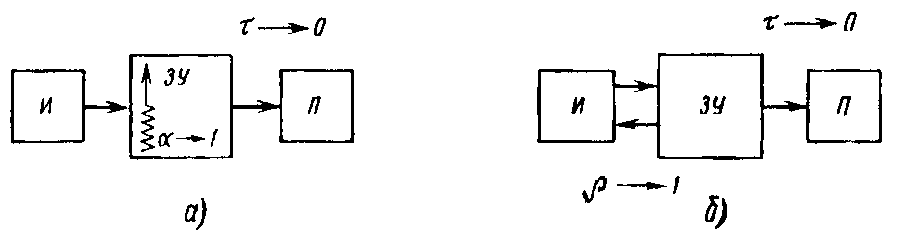 τ → 0
τ → 0
И
ЗУ
α → 1
П
И
ЗУ
П
ρ → 1
а)
б)